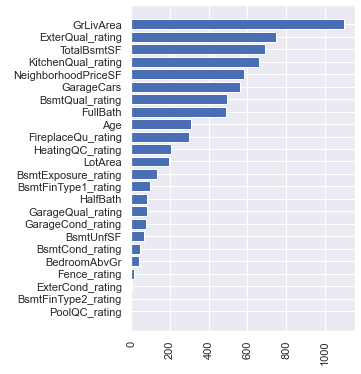 GrLivArea
ExterQual_rating
TotalBsmtSF
KitchenQual_rating
NeighborhoodPriceSF
GarageCars
BsmtQual_rating
FullBath
Age
FireplaceQu_rating
HeatingQC_rating
LotArea
BsmtExposure_rating
BsmtFinType1_rating
HalfBath
GarageQual_rating
GarageCond_rating
BsmtUnfSF
BsmtCond_rating
BedroomAbvGr
Fence_rating
ExterCond_rating
BsmtFinType2_rating
PoolQC_rating
0
200
400
600
800
1000